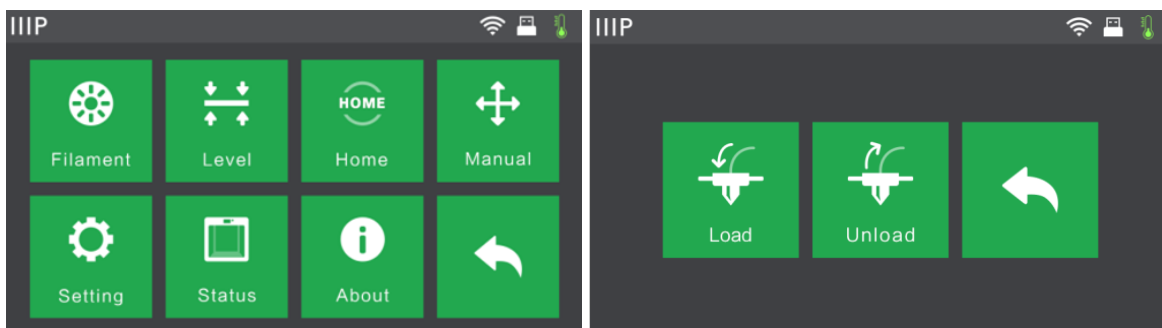 IIIP
HOME
Filament Level Home Manual
Setting Status About
IIIP
Load Unload